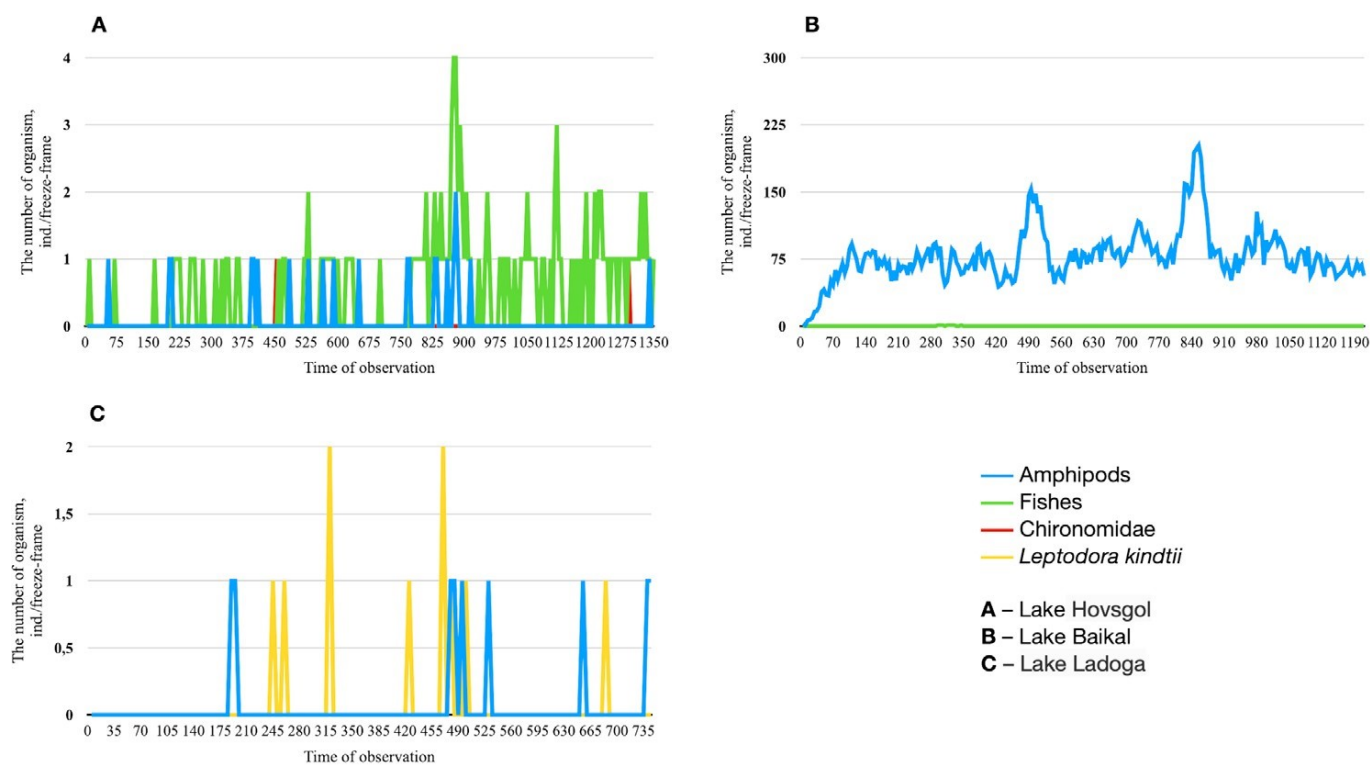 A
The number of organism,
ind./freeze-frame
4
3
2
1
0
0 75 150 225 300 375 450 525 600 675 750 825 900 975 1050 1125 1200 1275 1350
Time of observation
B
The number of organism,
ind./freeze-frame
300
225
150
75
0
0 70 140 210 280 350 420 490 560 630 700 770 840 910 980 1050 1120 1190
Time of observation
C
The number of organism,
ind./freeze-frame
2
1,5
1
0,5
0
0 35 70 105 140 175 210 245 280 315 350 385 420 455 490 525 560 595 630 665 700 735
Time of observation
Amphipods
Fishes
Chironomidae
Leptodora kindtii
A – Lake Hovsgol
B – Lake Baikal
C – Lake Ladoga